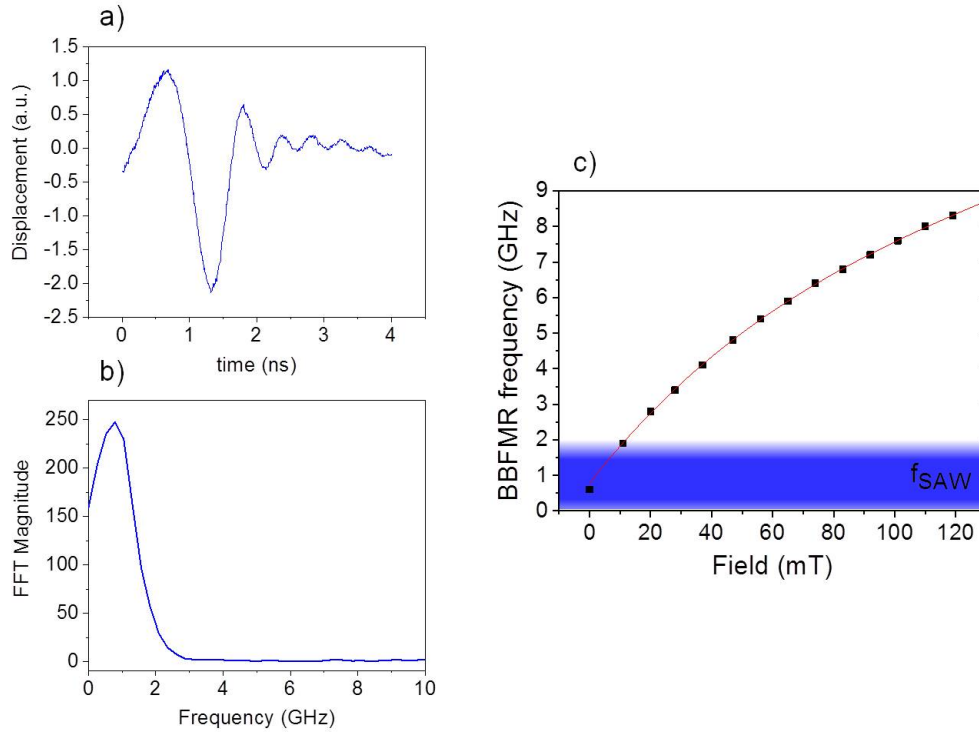 a)
1.5
1.0
0.5
0.0
-0.5
-1.0
-1.5
-2.0
-2.5
Displacement (a.u.)
0 1 2 3 4
time (ns)
b)
250
200
150
100
50
0
FFT Magnitude
0 2 4 6 8 10
Frequency (GHz)
c)
9
8
7
6
5
4
3
2
1
0
BBFMR frequency (GHz)
fSAW
0 20 40 60 80 100 120
Field (mT)